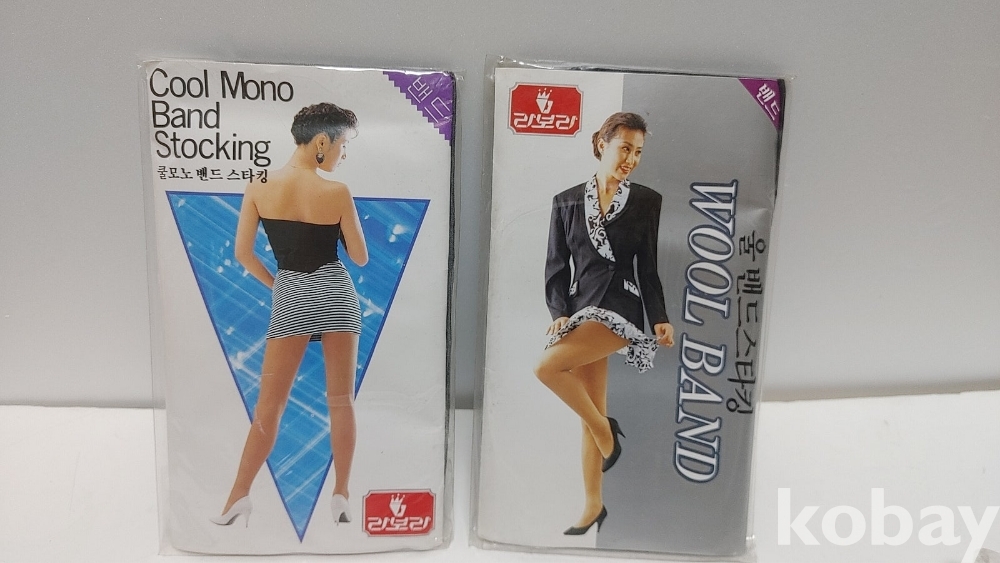 Cool Mono
Band
Stocking
쿨모노 밴드 스타킹
밴드
라보라
라보라
밴드
WOOL BAND
울 밴드스타킹
kobay